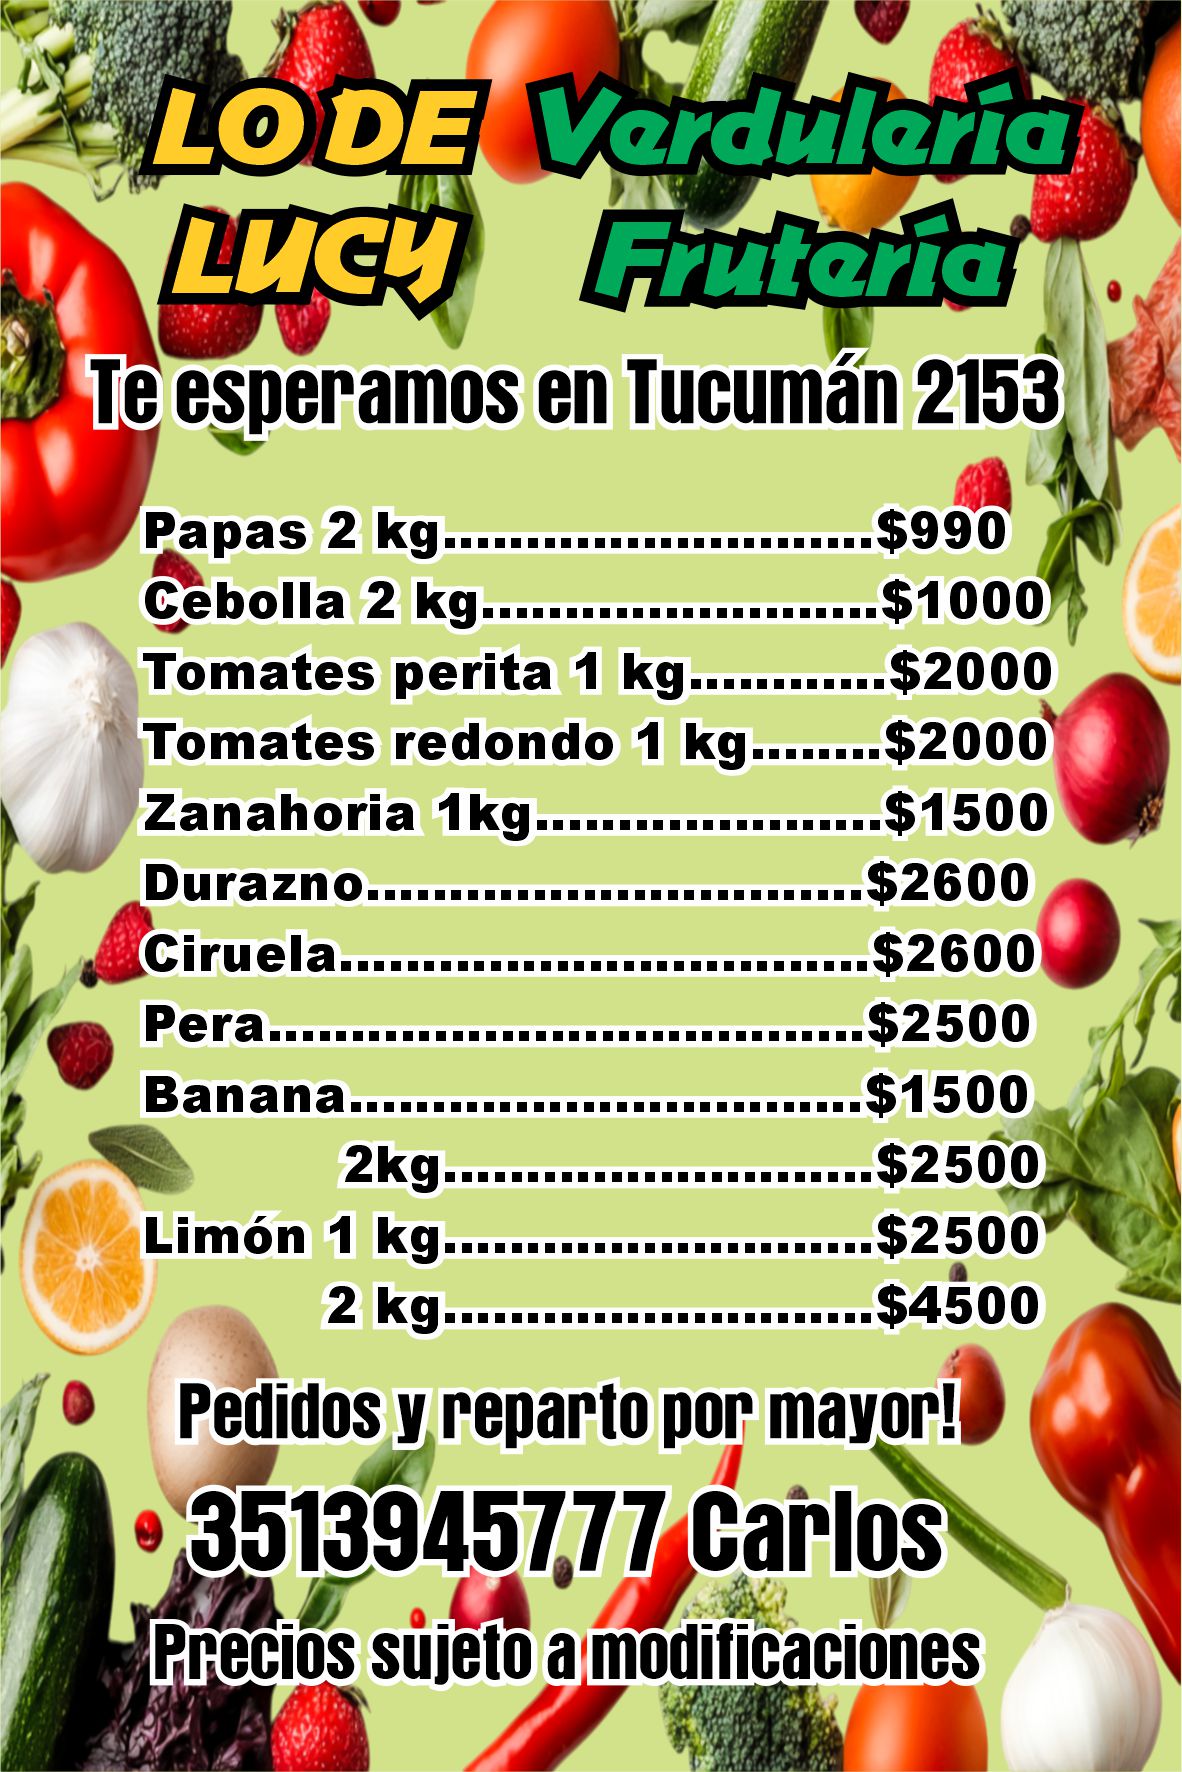 LO DE Verdulería
LUCY Frutería
Te esperamos en Tucumán 2153
Papas 2 kg..........................$990
Cebolla 2 kg........................$1000
Tomates perita 1 kg............$2000
Tomates redondo 1 kg........$2000
Zanahoria 1kg.....................$1500
Durazno..............................$2600
Ciruela................................$2600
Pera....................................$2500
Banana...............................$1500
2kg..........................$2500
Limón 1 kg..........................$2500
2 kg..........................$4500
Pedidos y reparto por mayor!
3513945777 Carlos
Precios sujeto a modificaciones